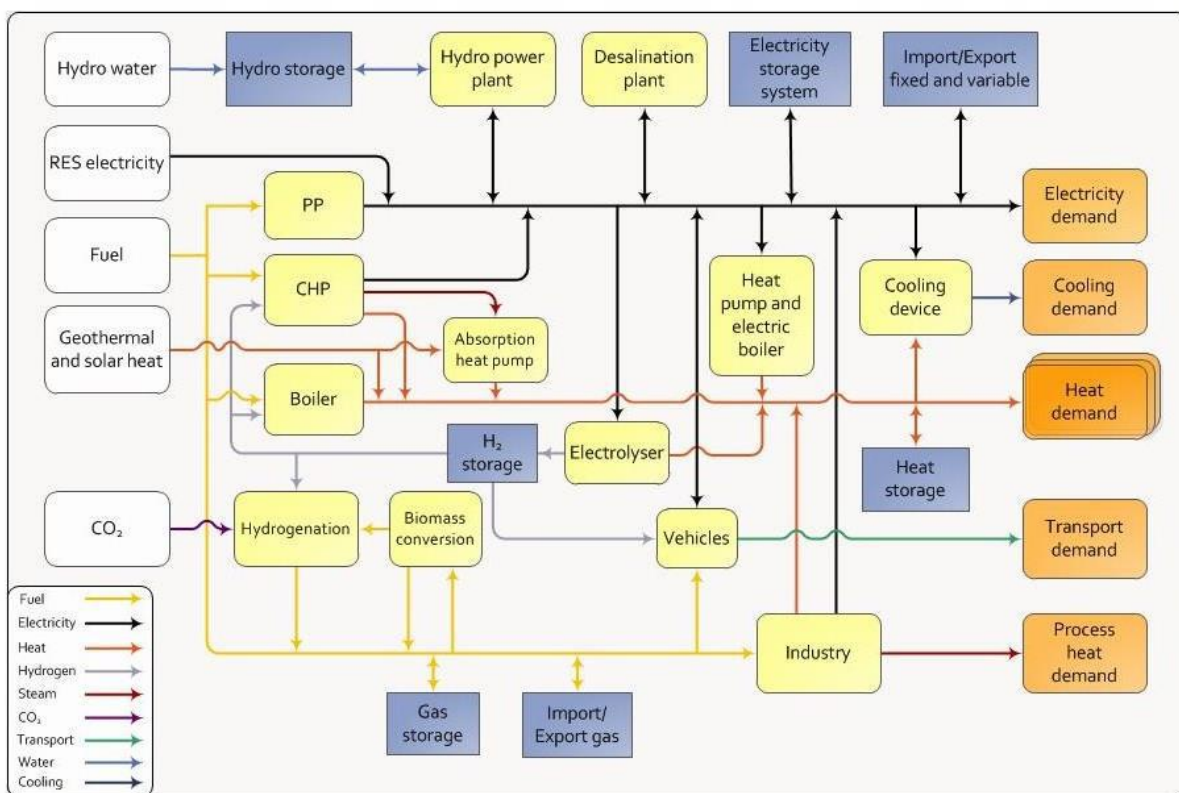 Hydro water
Hydro storage
Hydro power
plant
Desalination
plant
Electricity
storage
system
Import/Export
fixed and variable
RES electricity
PP
Electricity
demand
Fuel
CHP
Heat
pump and
electric
boiler
Cooling
device
Cooling
demand
Geothermal
and solar heat
Absorption
heat pump
Boiler
Heat
demand
H₂
storage
Electrolyser
Heat
storage
CO₂
Hydrogenation
Biomass
conversion
Vehicles
Transport
demand
Industry
Process
heat
demand
Gas
storage
Import/
Export gas
Fuel
Electricity
Heat
Hydrogen
Steam
CO₂
Transport
Water
Cooling